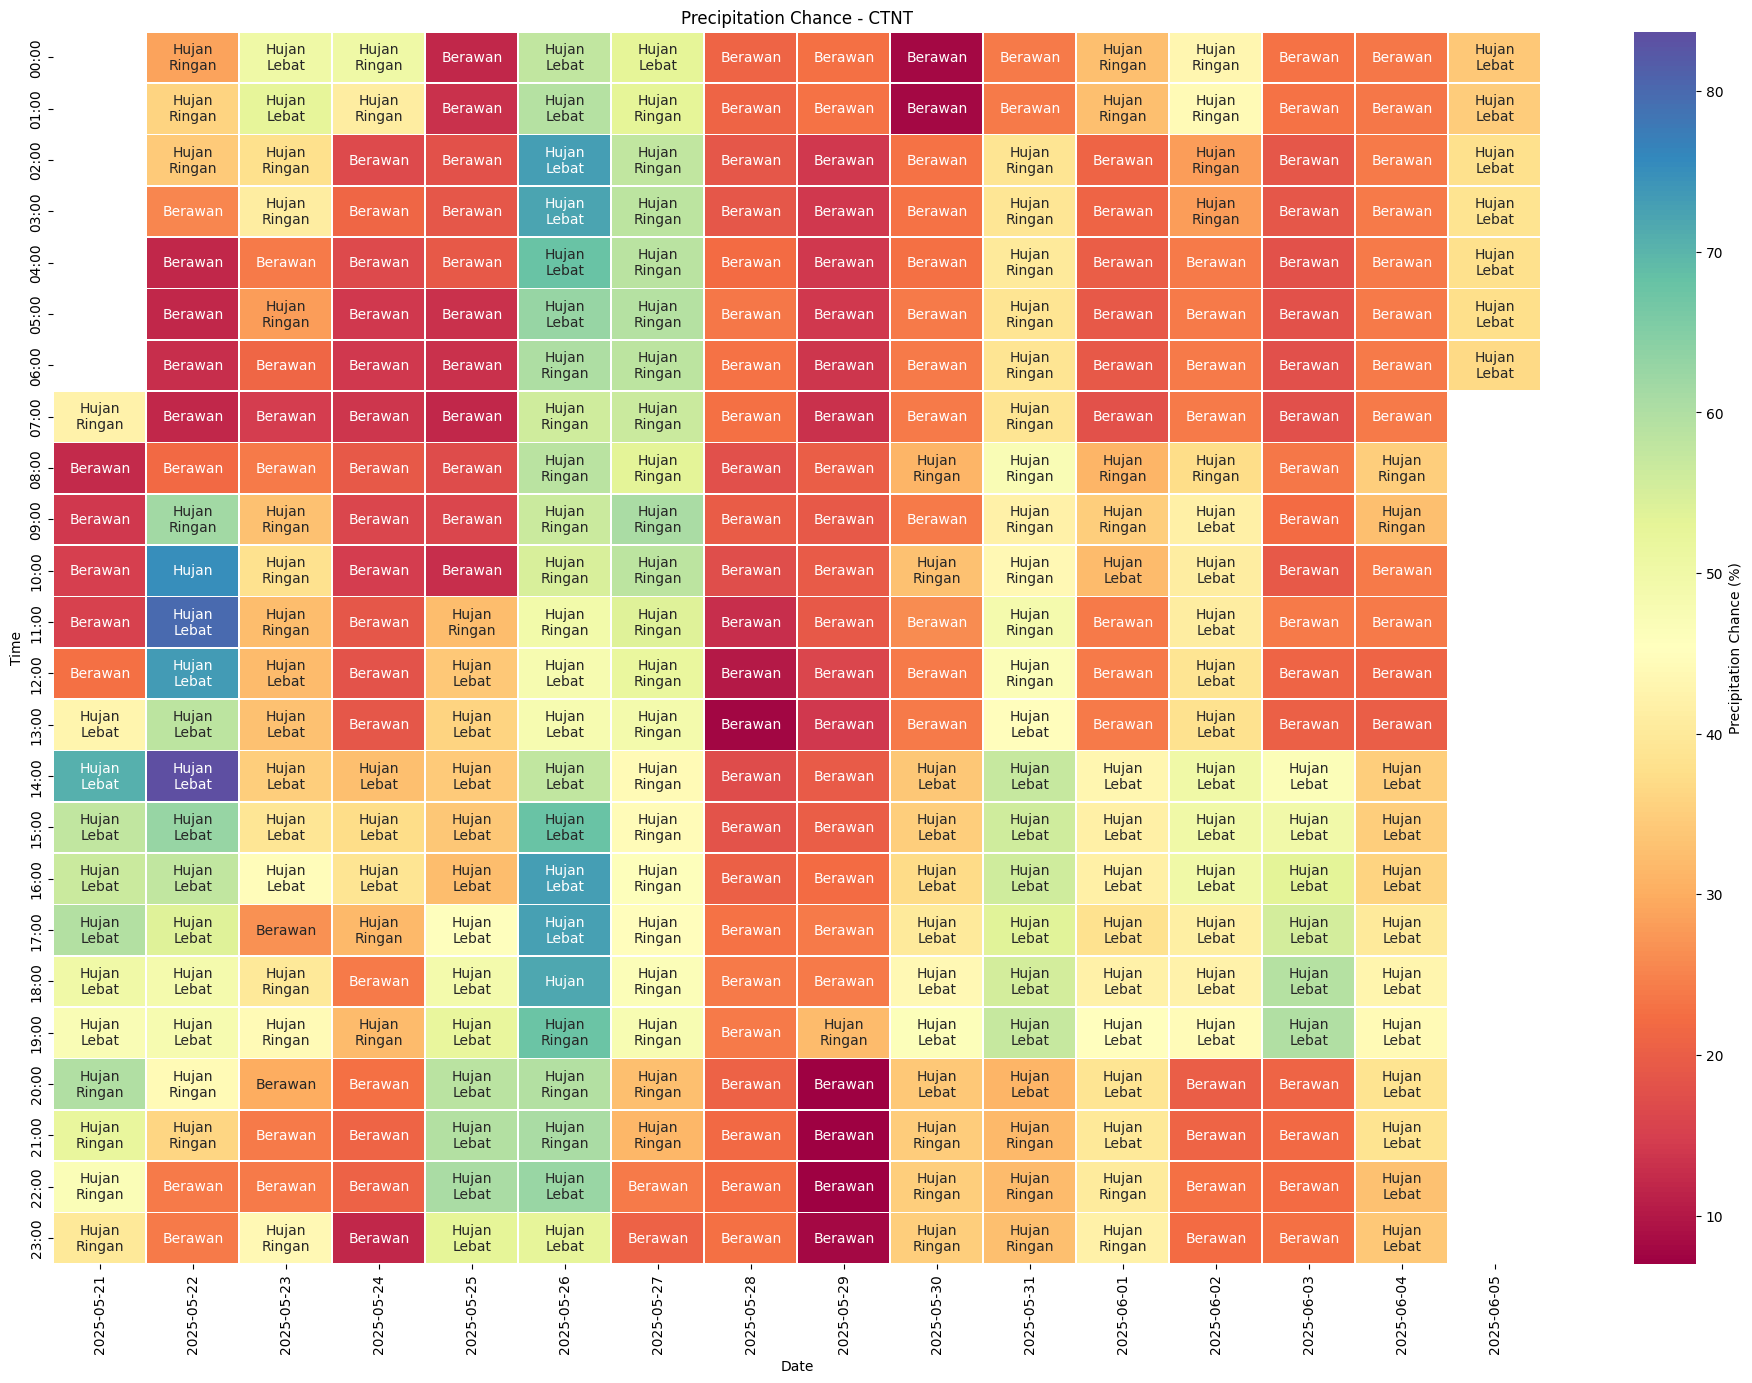 Precipitation Chance - CTNT
Time
00:00 Hujan Ringan Hujan Lebat Hujan Ringan Berawan Hujan Lebat Hujan Lebat Berawan Berawan Berawan Berawan Hujan Ringan Hujan Ringan Berawan Berawan Hujan Lebat
01:00 Hujan Ringan Hujan Lebat Hujan Ringan Berawan Hujan Lebat Hujan Ringan Berawan Berawan Berawan Berawan Hujan Ringan Hujan Ringan Berawan Berawan Hujan Lebat
02:00 Hujan Ringan Hujan Ringan Berawan Berawan Hujan Lebat Hujan Ringan Berawan Berawan Berawan Hujan Ringan Berawan Hujan Ringan Berawan Berawan Hujan Lebat
03:00 Berawan Hujan Ringan Berawan Berawan Hujan Lebat Hujan Ringan Berawan Berawan Berawan Hujan Ringan Berawan Hujan Ringan Berawan Berawan Hujan Lebat
04:00 Berawan Berawan Berawan Berawan Hujan Lebat Hujan Ringan Berawan Berawan Berawan Hujan Ringan Berawan Berawan Berawan Berawan Hujan Lebat
05:00 Berawan Hujan Ringan Berawan Berawan Hujan Lebat Hujan Ringan Berawan Berawan Berawan Hujan Ringan Berawan Berawan Berawan Berawan Hujan Lebat
06:00 Berawan Berawan Berawan Berawan Hujan Ringan Hujan Ringan Berawan Berawan Berawan Hujan Ringan Berawan Berawan Berawan Berawan Hujan Lebat
07:00 Hujan Ringan Berawan Berawan Berawan Berawan Hujan Ringan Hujan Ringan Berawan Berawan Berawan Hujan Ringan Berawan Berawan Berawan Berawan
08:00 Berawan Berawan Berawan Berawan Berawan Hujan Ringan Hujan Ringan Berawan Berawan Hujan Ringan Hujan Ringan Hujan Ringan Hujan Ringan Berawan Hujan Ringan
09:00 Berawan Hujan Ringan Hujan Ringan Berawan Berawan Hujan Ringan Hujan Ringan Berawan Berawan Berawan Hujan Ringan Hujan Ringan Hujan Lebat Berawan Hujan Ringan
10:00 Berawan Hujan Hujan Ringan Berawan Berawan Hujan Ringan Hujan Ringan Berawan Berawan Hujan Ringan Hujan Ringan Hujan Lebat Hujan Lebat Berawan Berawan
11:00 Berawan Hujan Lebat Hujan Ringan Berawan Hujan Ringan Hujan Ringan Hujan Ringan Berawan Berawan Berawan Hujan Ringan Berawan Hujan Lebat Berawan Berawan
12:00 Berawan Hujan Lebat Hujan Lebat Berawan Hujan Lebat Hujan Lebat Hujan Ringan Berawan Berawan Berawan Hujan Ringan Berawan Hujan Lebat Berawan Berawan
13:00 Hujan Lebat Hujan Lebat Hujan Lebat Berawan Hujan Lebat Hujan Lebat Hujan Ringan Berawan Berawan Berawan Hujan Lebat Berawan Hujan Lebat Berawan Berawan
14:00 Hujan Lebat Hujan Lebat Hujan Lebat Hujan Lebat Hujan Lebat Hujan Lebat Hujan Ringan Berawan Berawan Hujan Lebat Hujan Lebat Hujan Lebat Hujan Lebat Hujan Lebat Hujan Lebat
15:00 Hujan Lebat Hujan Lebat Hujan Lebat Hujan Lebat Hujan Lebat Hujan Lebat Hujan Ringan Berawan Berawan Hujan Lebat Hujan Lebat Hujan Lebat Hujan Lebat Hujan Lebat Hujan Lebat
16:00 Hujan Lebat Hujan Lebat Hujan Lebat Hujan Lebat Hujan Lebat Hujan Lebat Hujan Ringan Berawan Berawan Hujan Lebat Hujan Lebat Hujan Lebat Hujan Lebat Hujan Lebat Hujan Lebat
17:00 Hujan Lebat Hujan Lebat Berawan Hujan Ringan Hujan Lebat Hujan Lebat Hujan Ringan Berawan Berawan Hujan Lebat Hujan Lebat Hujan Lebat Hujan Lebat Hujan Lebat Hujan Lebat
18:00 Hujan Lebat Hujan Lebat Hujan Ringan Berawan Hujan Lebat Hujan Hujan Ringan Berawan Berawan Hujan Lebat Hujan Lebat Hujan Lebat Hujan Lebat Hujan Lebat Hujan Lebat
19:00 Hujan Lebat Hujan Lebat Hujan Ringan Hujan Ringan Hujan Lebat Hujan Ringan Hujan Ringan Berawan Hujan Ringan Hujan Lebat Hujan Lebat Hujan Lebat Hujan Lebat Hujan Lebat Hujan Lebat
20:00 Hujan Ringan Hujan Ringan Berawan Berawan Hujan Lebat Hujan Ringan Hujan Ringan Berawan Berawan Hujan Lebat Hujan Lebat Hujan Lebat Berawan Berawan Hujan Lebat
21:00 Hujan Ringan Hujan Ringan Berawan Berawan Hujan Lebat Hujan Ringan Hujan Ringan Berawan Berawan Hujan Ringan Hujan Ringan Hujan Lebat Berawan Berawan Hujan Lebat
22:00 Hujan Ringan Berawan Berawan Berawan Hujan Lebat Hujan Lebat Berawan Berawan Berawan Hujan Ringan Hujan Ringan Hujan Ringan Berawan Berawan Hujan Lebat
23:00 Hujan Ringan Berawan Hujan Ringan Berawan Hujan Lebat Hujan Lebat Berawan Berawan Berawan Hujan Ringan Hujan Ringan Hujan Ringan Berawan Berawan Hujan Lebat
2025-05-21 2025-05-22 2025-05-23 2025-05-24 2025-05-25 2025-05-26 2025-05-27 2025-05-28 2025-05-29 2025-05-30 2025-05-31 2025-06-01 2025-06-02 2025-06-03 2025-06-04 2025-06-05
Date
80
70
60
50
40
30
20
10
Precipitation Chance (%)